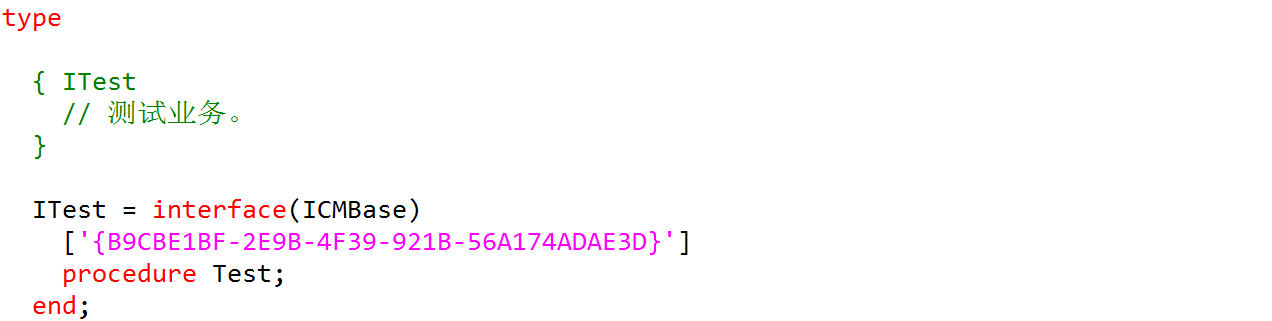 type
{ ITest
// 测试业务。
}
ITest = interface(ICMBase)
['{B9CBE1BF-2E9B-4F39-921B-56A174ADAE3D}']
procedure Test;
end;